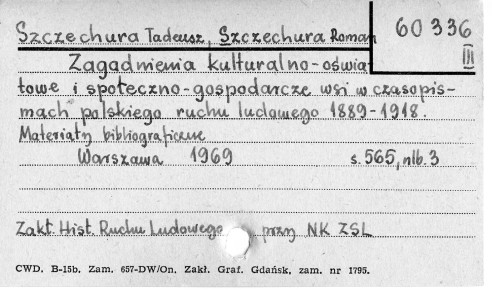 Szczechura Tadeusz, Szczechura Roman
60 336
III
Zagadnienia kulturalno-oświa-
towe i społeczno-gospodarcze wsi w czasopis-
mach polskiego ruchu ludowego 1889-1918.
Materiały bibliograficzne
Warszawa 1969 s. 565, nlb. 3
Zakt. Hist. Ruchu Ludowego przy NK ZSL
CWD. B-15b. Zam. 657-DW/On. Zakł. Graf. Gdańsk, zam. nr 1795.